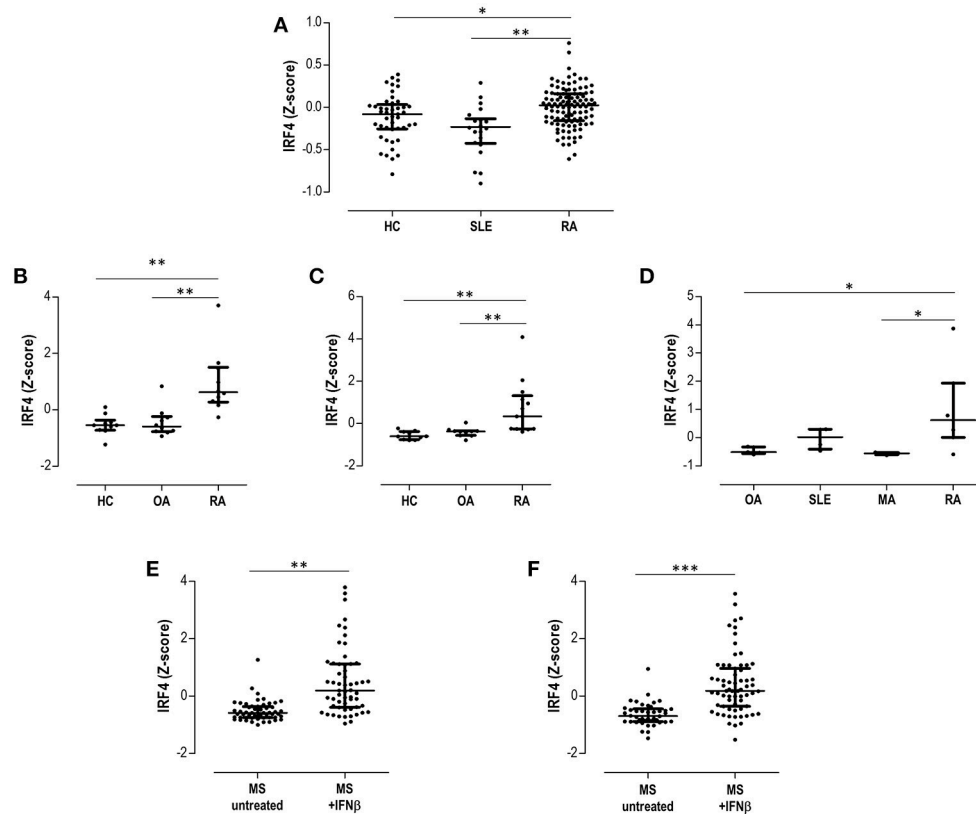 A
*
**
IRF4 (Z-score)
1.0
0.5
0.0
-0.5
-1.0
HC SLE RA
B
**
**
IRF4 (Z-score)
4
2
0
-2
HC OA RA
C
**
**
IRF4 (Z-score)
6
4
2
0
-2
HC OA RA
D
*
*
IRF4 (Z-score)
5
4
3
2
1
0
-1
OA SLE MA RA
E
**
IRF4 (Z-score)
4
2
0
-2
MS MS
untreated +IFNβ
F
***
IRF4 (Z-score)
4
2
0
-2
MS MS
untreated +IFNβ